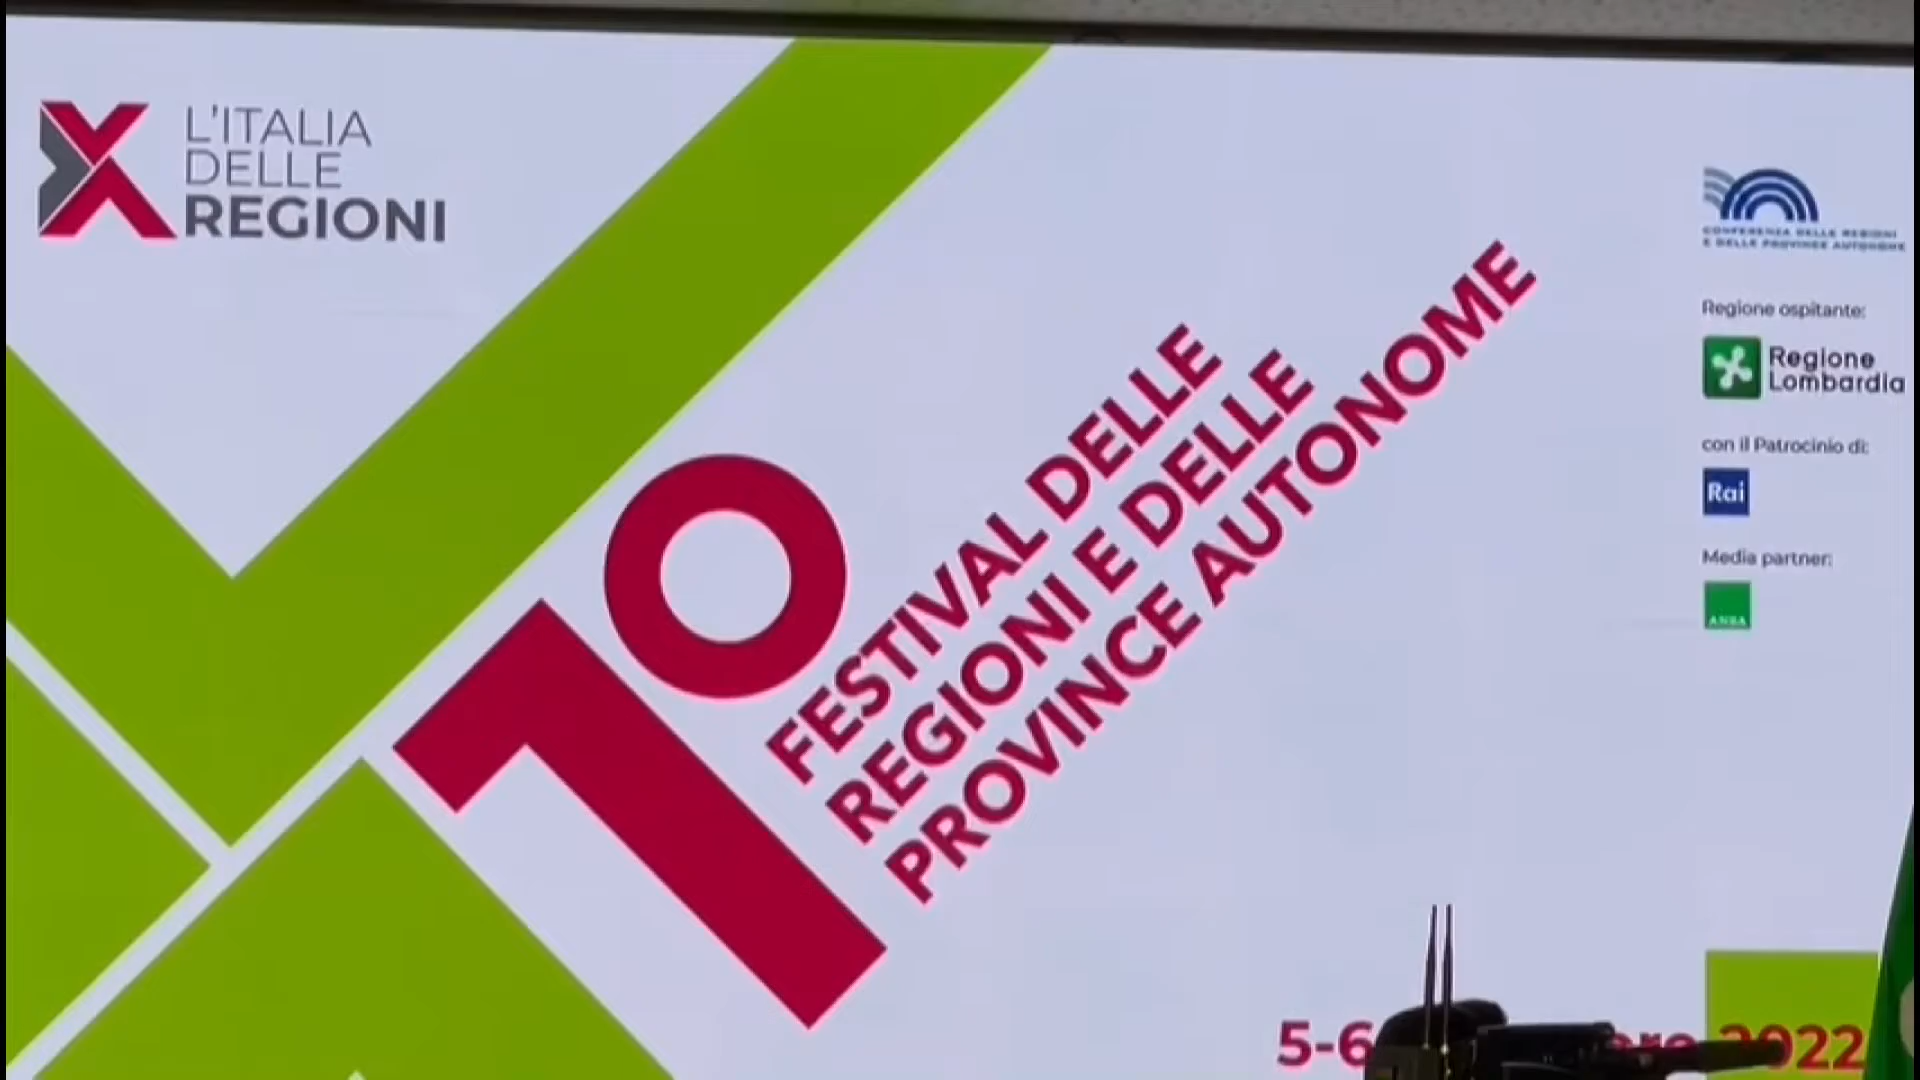 L'ITALIA
DELLE
REGIONI
1° FESTIVAL DELLE
REGIONI E DELLE
PROVINCE AUTONOME
CONFERENZA DELLE REGIONI
E DELLE PROVINCE AUTONOME
Regione ospitante:
Regione
Lombardia
con il Patrocinio di:
Rai
Media partner:
ANSA
5-6 2022